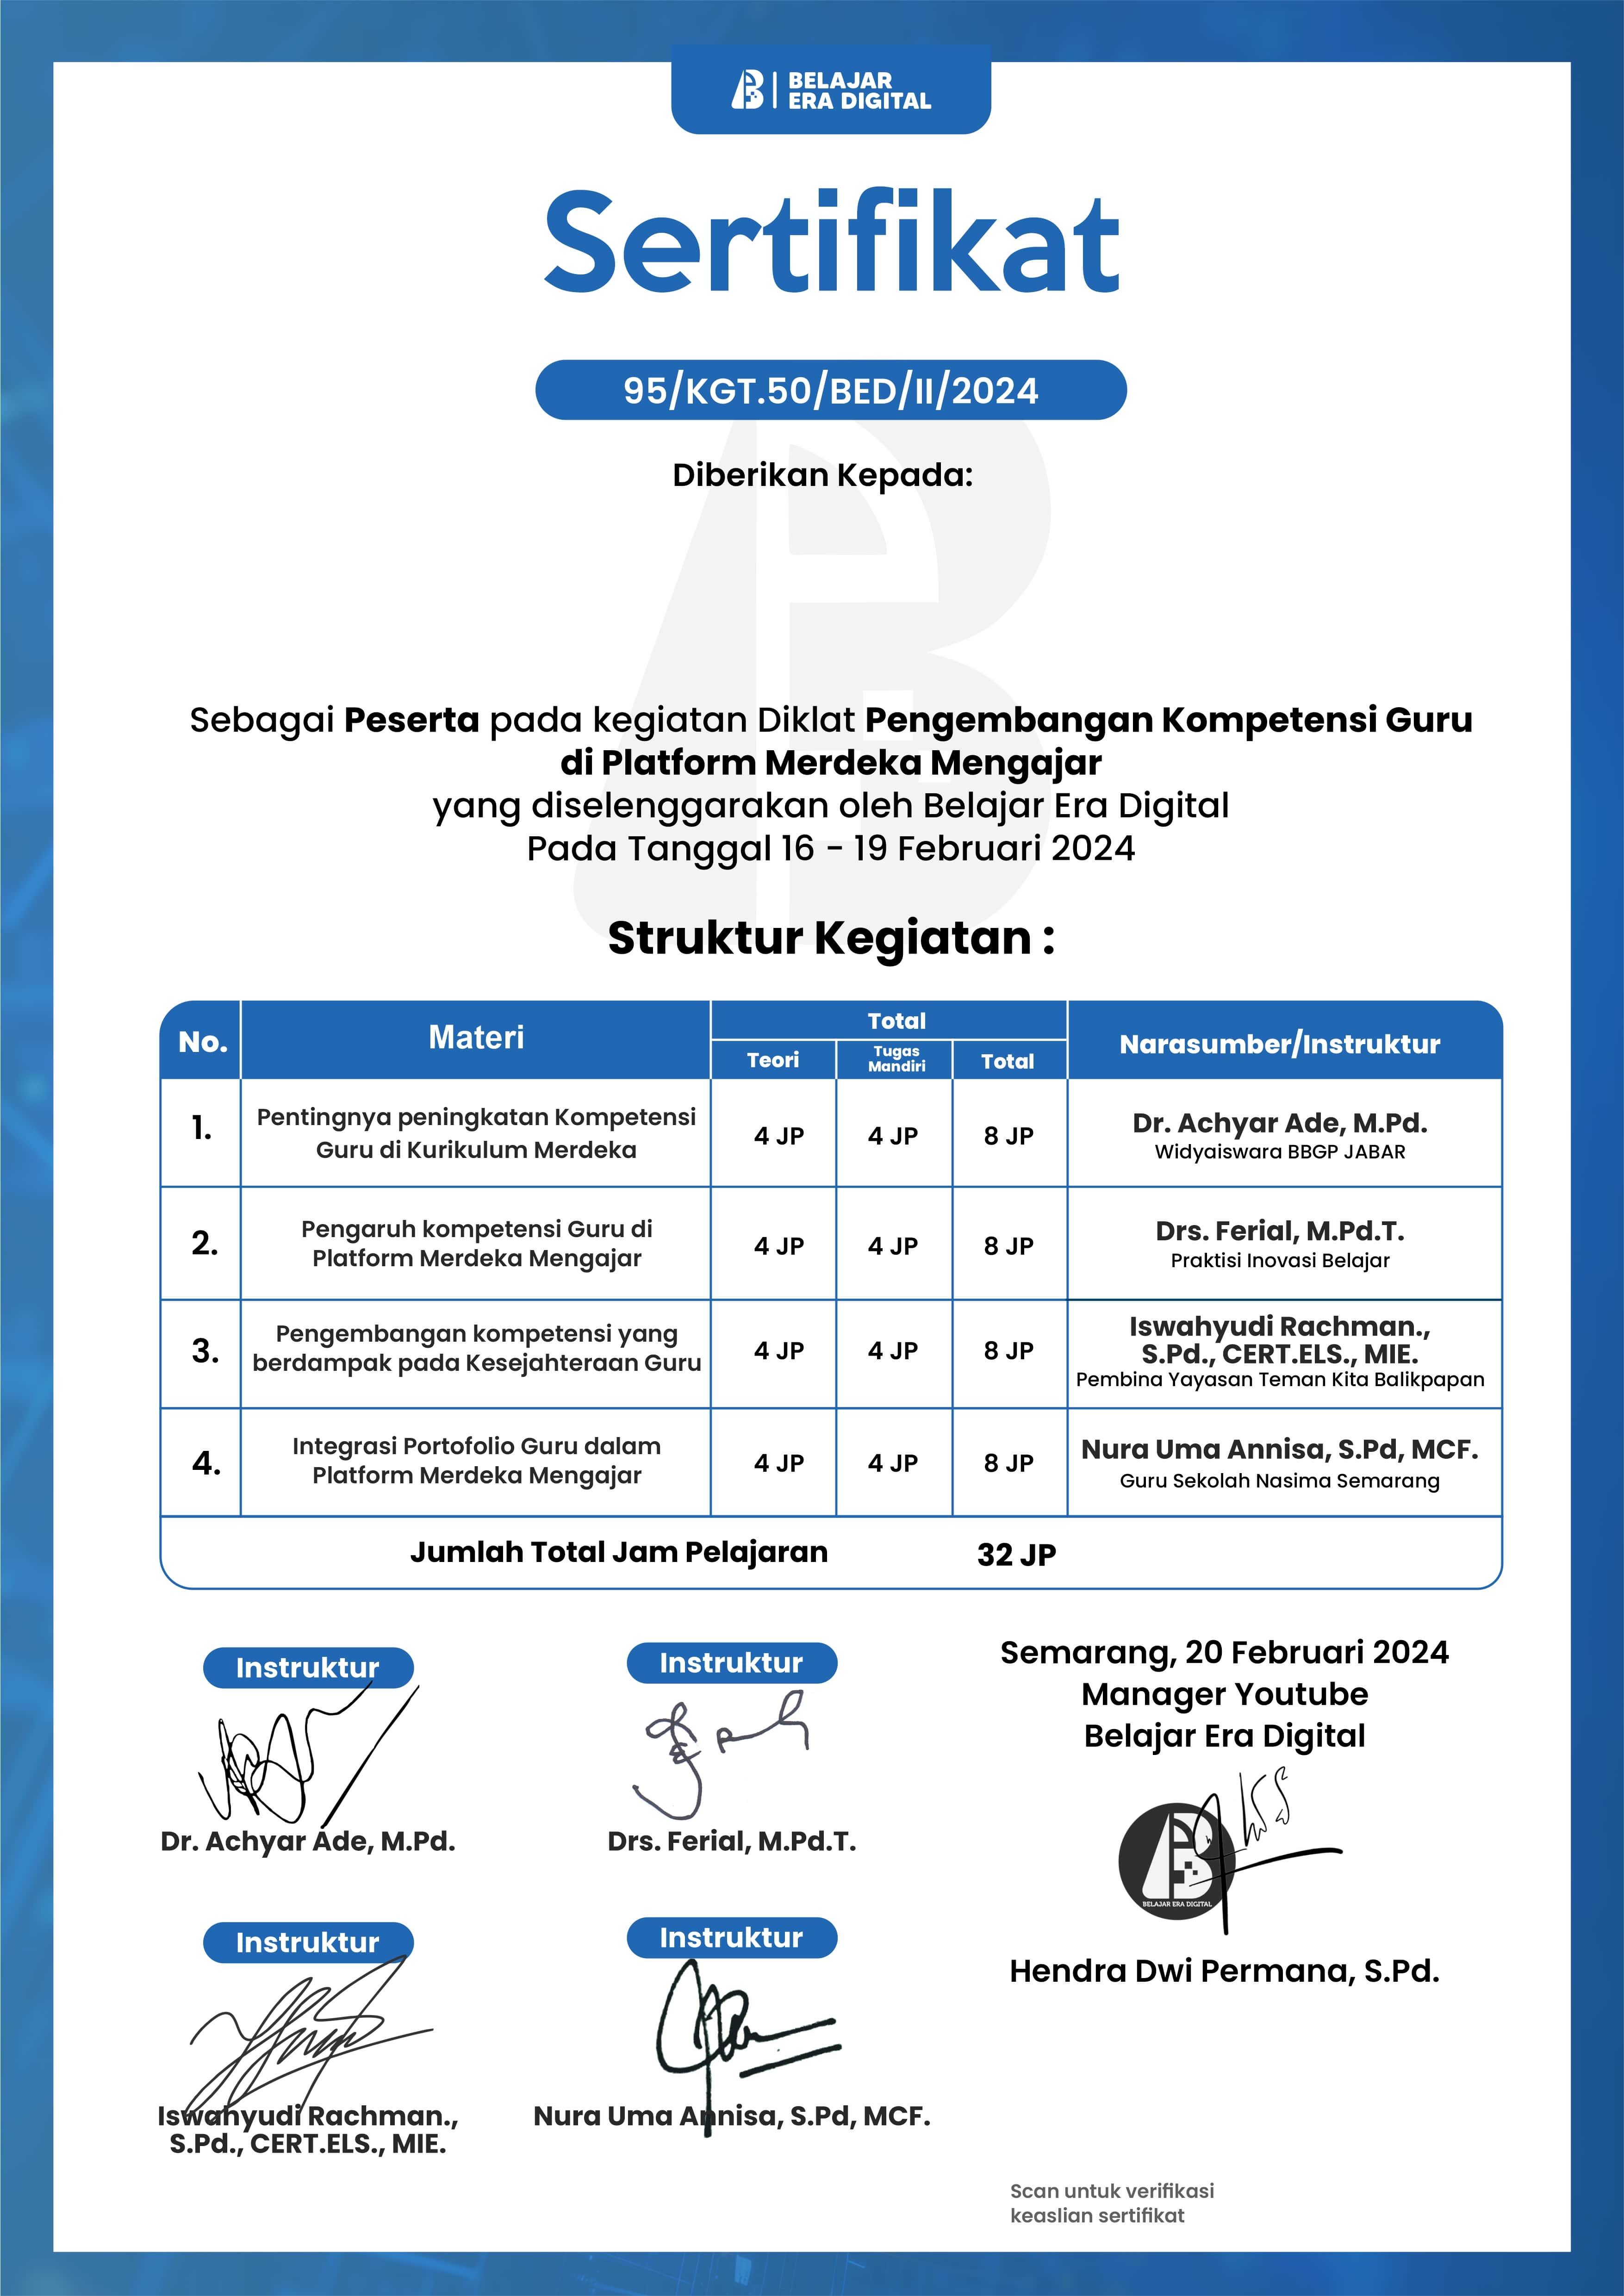 BELAJAR
ERA DIGITAL
Sertifikat
95/KGT.50/BED/II/2024
Diberikan Kepada:
Sebagai Peserta pada kegiatan Diklat Pengembangan Kompetensi Guru
di Platform Merdeka Mengajar
yang diselenggarakan oleh Belajar Era Digital
Pada Tanggal 16 - 19 Februari 2024
Struktur Kegiatan :
No. Materi Total Narasumber/Instruktur
Teori Tugas Mandiri Total
1. Pentingnya peningkatan Kompetensi Guru di Kurikulum Merdeka 4 JP 4 JP 8 JP Dr. Achyar Ade, M.Pd. Widyaiswara BBGP JABAR
2. Pengaruh kompetensi Guru di Platform Merdeka Mengajar 4 JP 4 JP 8 JP Drs. Ferial, M.Pd.T. Praktisi Inovasi Belajar
3. Pengembangan kompetensi yang berdampak pada Kesejahteraan Guru 4 JP 4 JP 8 JP Iswahyudi Rachman., S.Pd., CERT.ELS., MIE. Pembina Yayasan Teman Kita Balikpapan
4. Integrasi Portofolio Guru dalam Platform Merdeka Mengajar 4 JP 4 JP 8 JP Nura Uma Annisa, S.Pd, MCF. Guru Sekolah Nasima Semarang
Jumlah Total Jam Pelajaran 32 JP
Instruktur
Dr. Achyar Ade, M.Pd.
Instruktur
Drs. Ferial, M.Pd.T.
Semarang, 20 Februari 2024
Manager Youtube
Belajar Era Digital
BELAJAR ERA DIGITAL
Hendra Dwi Permana, S.Pd.
Instruktur
Iswahyudi Rachman.,
S.Pd., CERT.ELS., MIE.
Instruktur
Nura Uma Annisa, S.Pd, MCF.
Scan untuk verifikasi
keaslian sertifikat